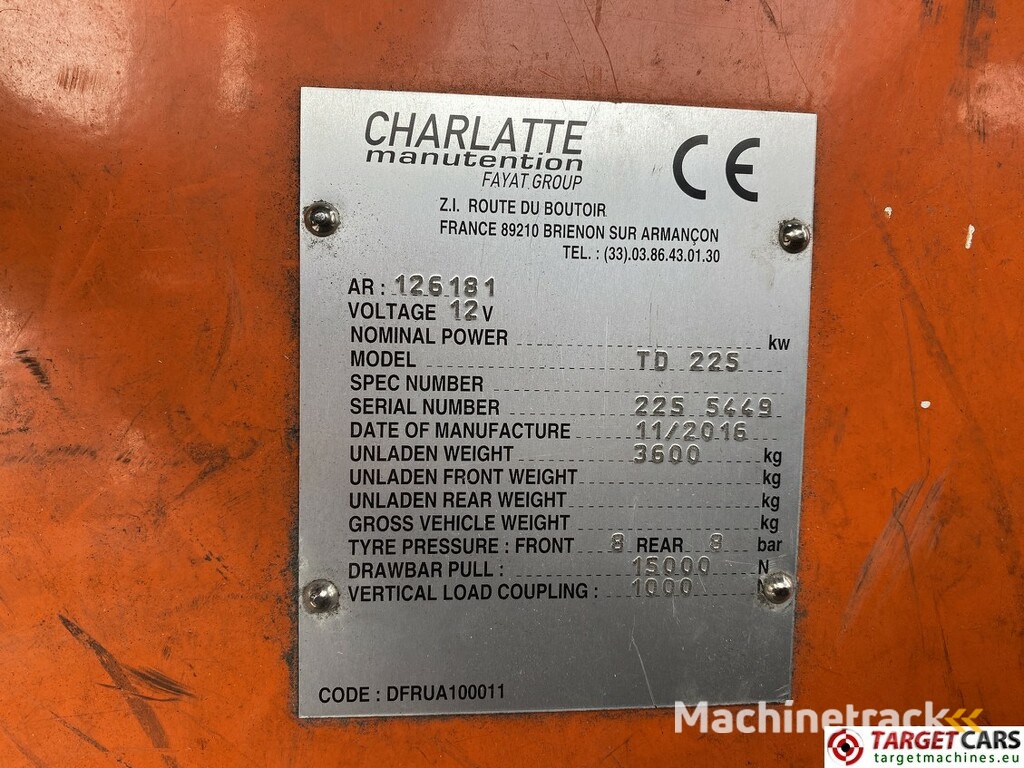 CHARLATTE
manutention
FAYAT GROUP
CE
Z.I. ROUTE DU BOUTOIR
FRANCE 89210 BRIENON SUR ARMANÇON
TEL. : (33).03.86.43.01.30
AR : 126181
VOLTAGE 12 V
NOMINAL POWER kw
MODEL TD 225
SPEC NUMBER
SERIAL NUMBER 225 5449
DATE OF MANUFACTURE 11/2016
UNLADEN WEIGHT 3600 kg
UNLADEN FRONT WEIGHT kg
UNLADEN REAR WEIGHT kg
GROSS VEHICLE WEIGHT kg
TYRE PRESSURE : FRONT 8 REAR 8 bar
DRAWBAR PULL : 15000 N
VERTICAL LOAD COUPLING : 1000
CODE : DFRUA100011
Machinetrack
TARGETCARS
targetmachines.eu